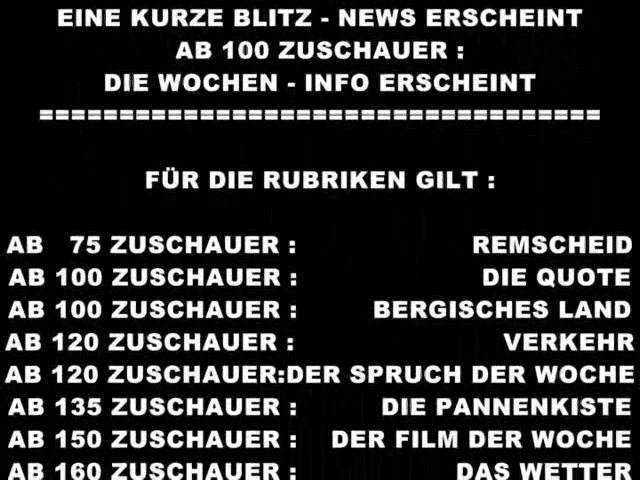 EINE KURZE BLITZ - NEWS ERSCHEINT
AB 100 ZUSCHAUER :
DIE WOCHEN - INFO ERSCHEINT
===================================
FÜR DIE RUBRIKEN GILT :
AB 75 ZUSCHAUER : REMSCHEID
AB 100 ZUSCHAUER : DIE QUOTE
AB 100 ZUSCHAUER : BERGISCHES LAND
AB 120 ZUSCHAUER : VERKEHR
AB 120 ZUSCHAUER:DER SPRUCH DER WOCHE
AB 135 ZUSCHAUER : DIE PANNENKISTE
AB 150 ZUSCHAUER : DER FILM DER WOCHE
AB 160 ZUSCHAUER : DAS WETTER